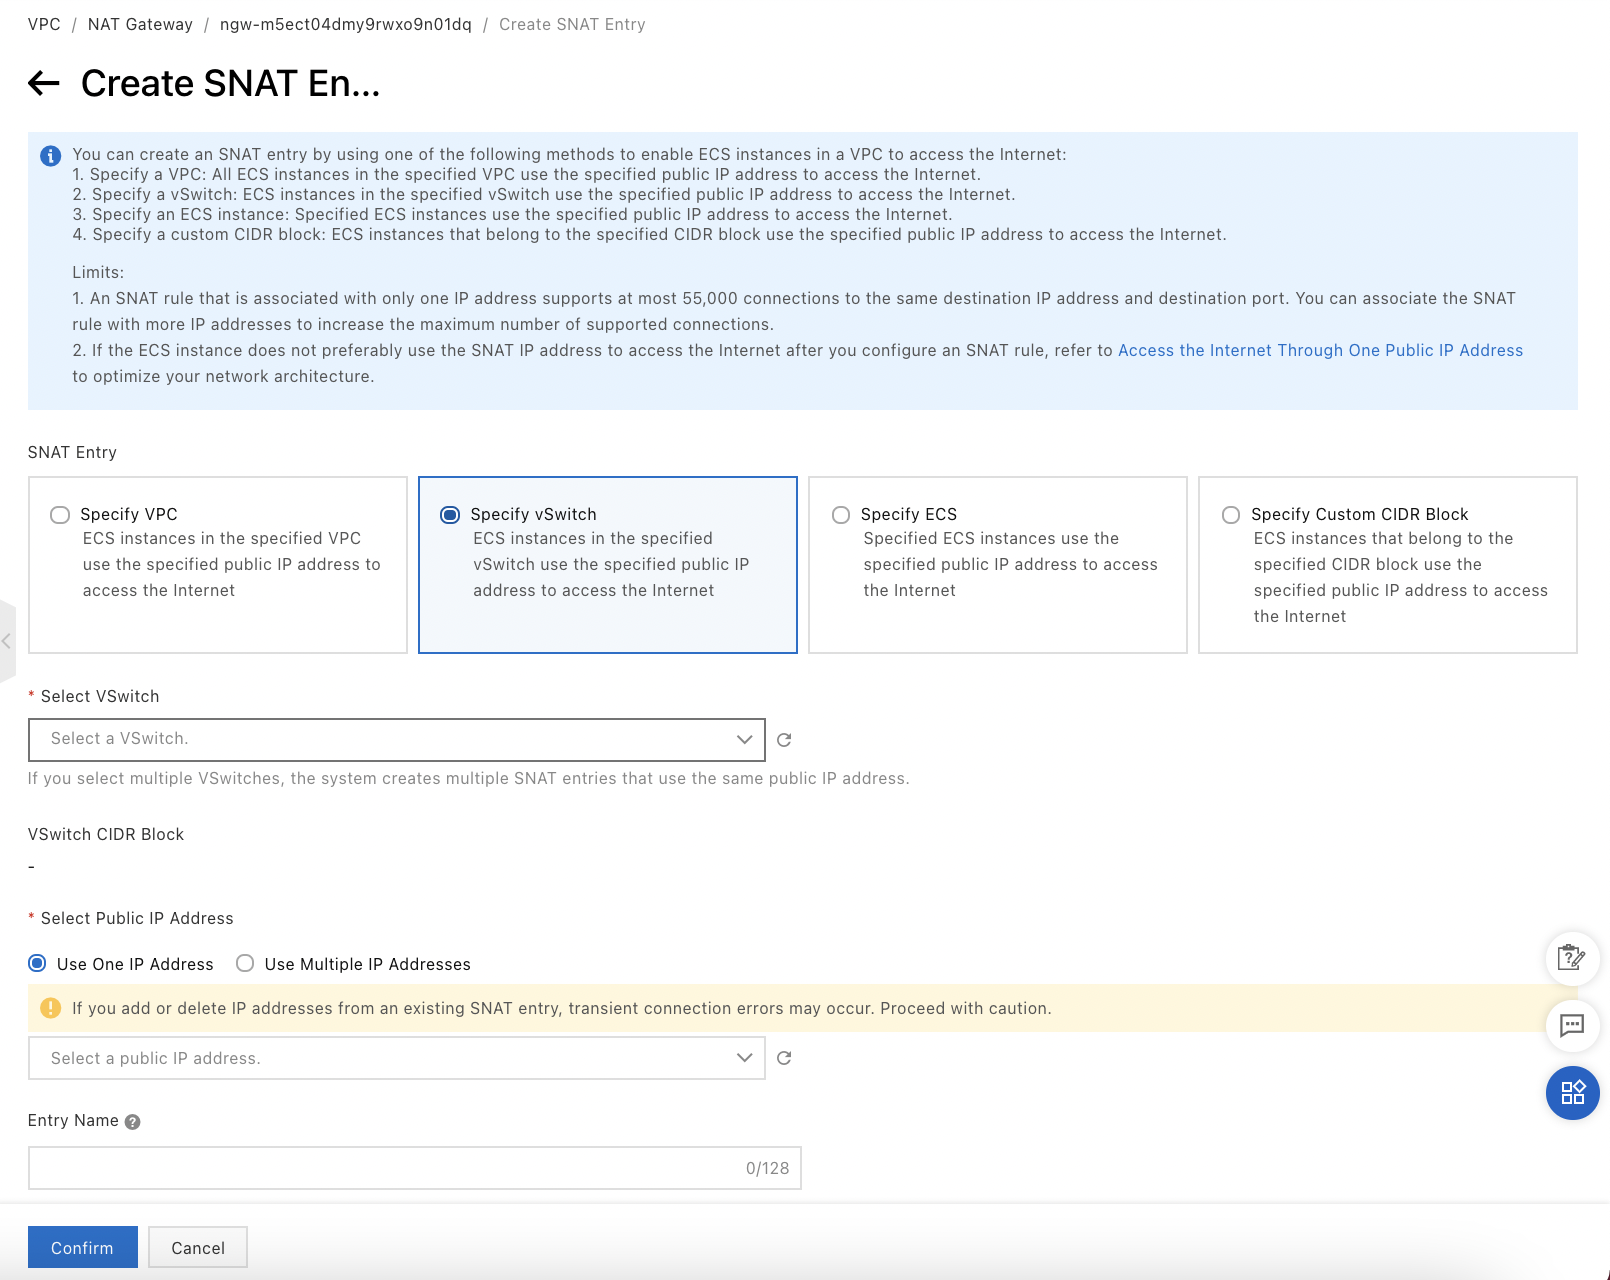 VPC / NAT Gateway / ngw-m5ect04dmy9rwxo9n01dq / Create SNAT Entry
Create SNAT En...
You can create an SNAT entry by using one of the following methods to enable ECS instances in a VPC to access the Internet:
1. Specify a VPC: All ECS instances in the specified VPC use the specified public IP address to access the Internet.
2. Specify a vSwitch: ECS instances in the specified vSwitch use the specified public IP address to access the Internet.
3. Specify an ECS instance: Specified ECS instances use the specified public IP address to access the Internet.
4. Specify a custom CIDR block: ECS instances that belong to the specified CIDR block use the specified public IP address to access the Internet.
Limits:
1. An SNAT rule that is associated with only one IP address supports at most 55,000 connections to the same destination IP address and destination port. You can associate the SNAT
rule with more IP addresses to increase the maximum number of supported connections.
2. If the ECS instance does not preferably use the SNAT IP address to access the Internet after you configure an SNAT rule, refer to Access the Internet Through One Public IP Address
to optimize your network architecture.
SNAT Entry
Specify VPC
ECS instances in the specified VPC
use the specified public IP address to
access the Internet
Specify vSwitch
ECS instances in the specified
vSwitch use the specified public IP
address to access the Internet
Specify ECS
Specified ECS instances use the
specified public IP address to access
the Internet
Specify Custom CIDR Block
ECS instances that belong to the
specified CIDR block use the
specified public IP address to access
the Internet
* Select VSwitch
Select a VSwitch.
If you select multiple VSwitches, the system creates multiple SNAT entries that use the same public IP address.
VSwitch CIDR Block
-
* Select Public IP Address
Use One IP Address Use Multiple IP Addresses
If you add or delete IP addresses from an existing SNAT entry, transient connection errors may occur. Proceed with caution.
Select a public IP address.
Entry Name
0/128
Confirm Cancel